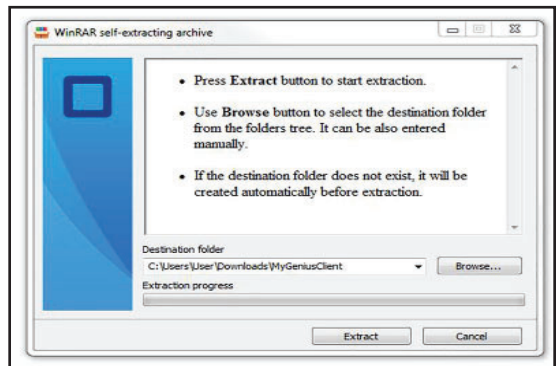 WinRAR self-extracting archive
• Press Extract button to start extraction.
• Use Browse button to select the destination folder
from the folders tree. It can be also entered
manually.
• If the destination folder does not exist, it will be
created automatically before extraction.
Destination folder
C:\Users\User\Downloads\MyGeniusClient
Browse...
Extraction progress
Extract
Cancel